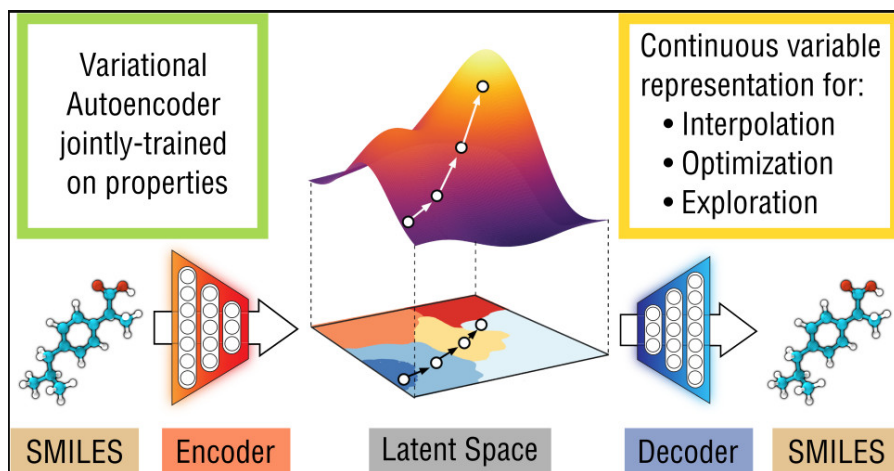 Variational
Autoencoder
jointly-trained
on properties
Continuous variable
representation for:
• Interpolation
• Optimization
• Exploration
SMILES
Encoder
Latent Space
Decoder
SMILES